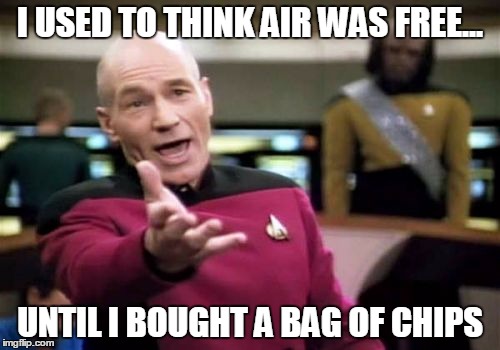 I USED TO THINK AIR WAS FREE...
UNTIL I BOUGHT A BAG OF CHIPS
imgflip.com